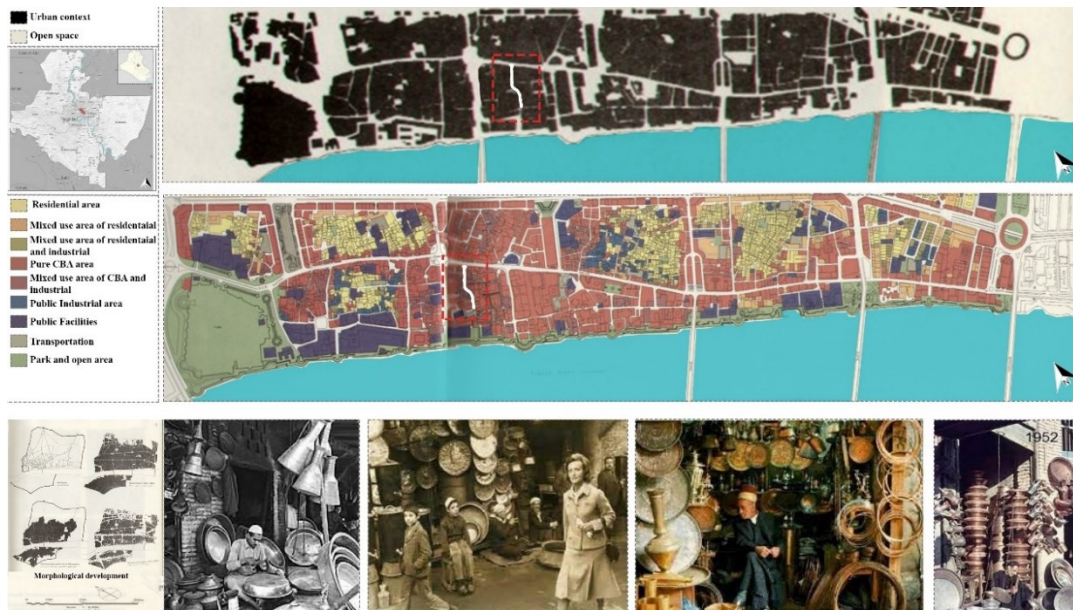 Urban context
Open space
Residential area
Mixed use area of residentaial
Mixed use area of residentaial
and industrial
Pure CBA area
Mixed use area of CBA and
industrial
Public Industrial area
Public Facilities
Transportation
Park and open area
Morphological development
1952